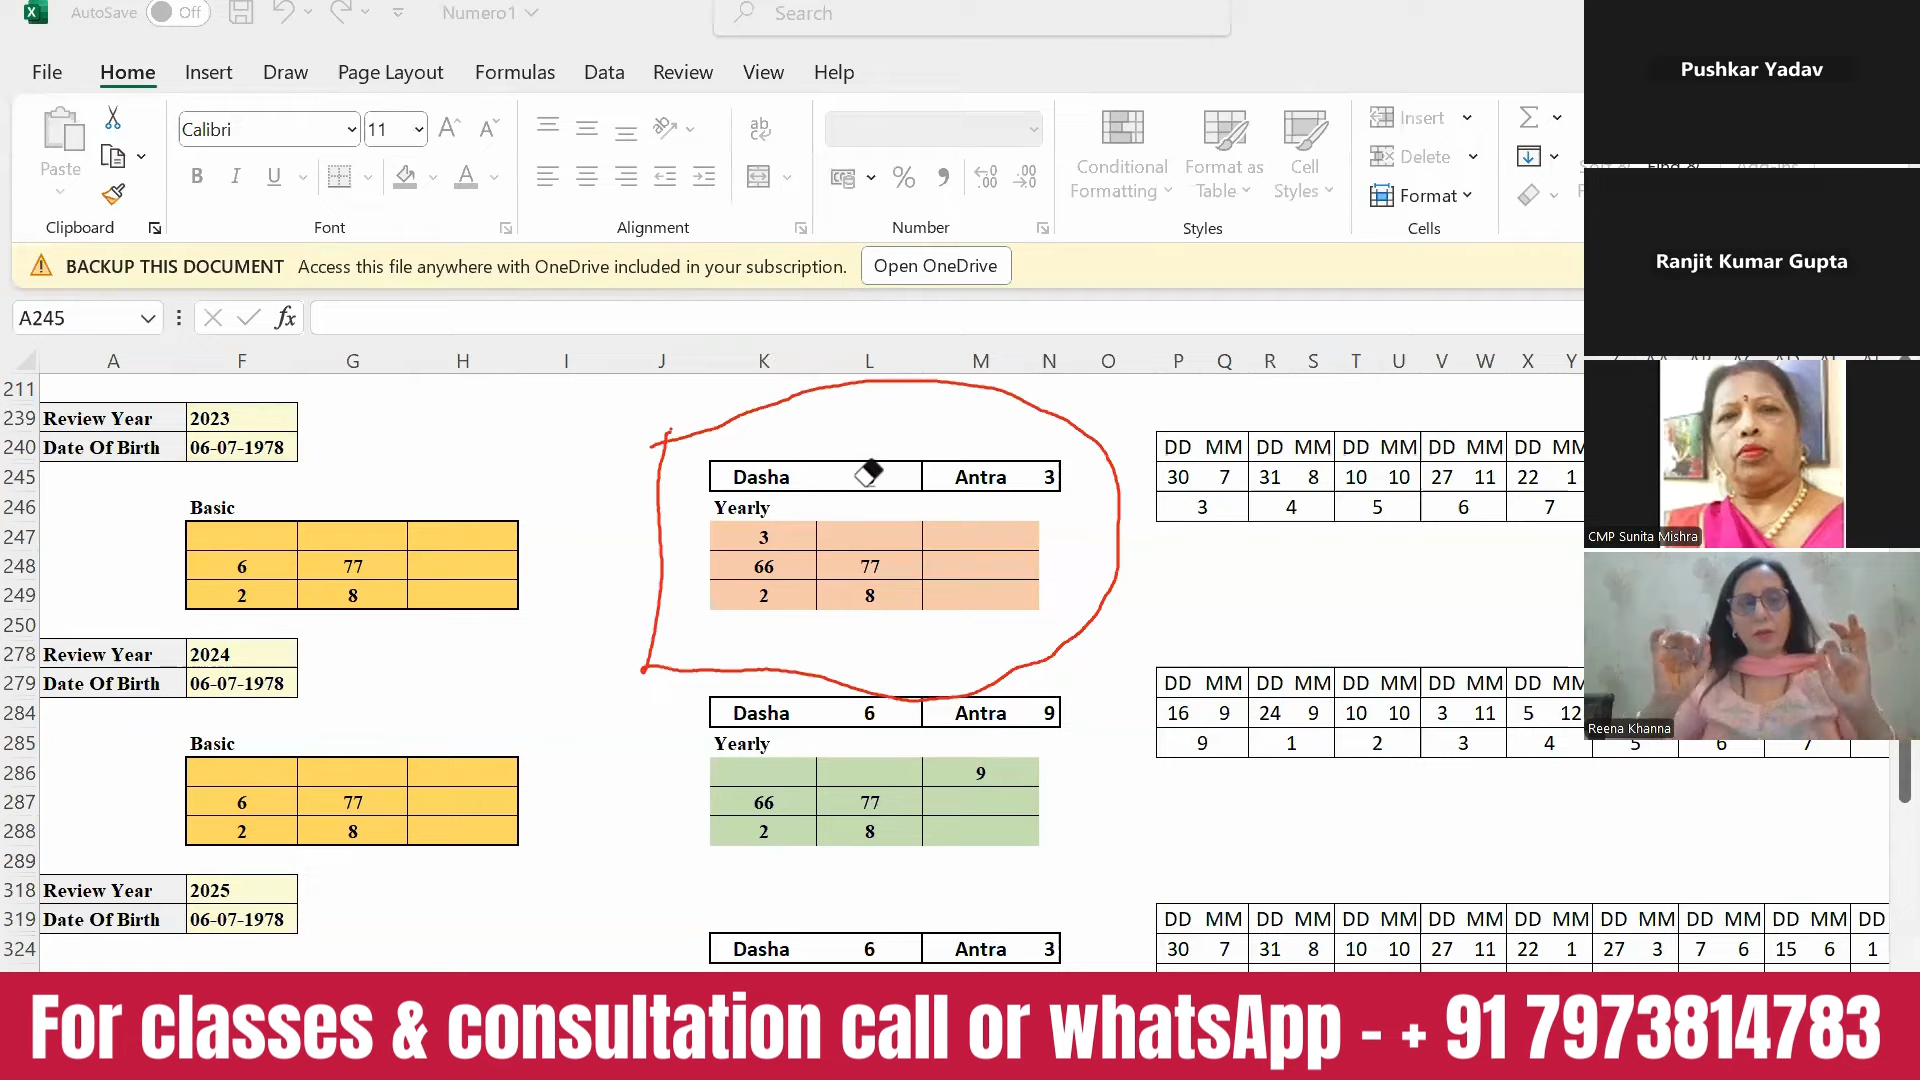 AutoSave Off Numero1 Search
File Home Insert Draw Page Layout Formulas Data Review View Help
Calibri 11 Insert
Paste Conditional Format as Cell Delete
B I U Formatting Table Styles Format
Clipboard Font Alignment Number Styles Cells
BACKUP THIS DOCUMENT Access this file anywhere with OneDrive included in your subscription. Open OneDrive
A245 fx
A F G H I J K L M N O P Q R S T U V W X Y
211
239 Review Year 2023
240 Date Of Birth 06-07-1978 DD MM DD MM DD MM DD MM DD MM
245 Dasha Antra 3 30 7 31 8 10 10 27 11 22 1
246 Basic Yearly 3 4 5 6 7
247 3
248 6 77 66 77
249 2 8 2 8
250
278 Review Year 2024
279 Date Of Birth 06-07-1978 DD MM DD MM DD MM DD MM DD MM
284 Dasha 6 Antra 9 16 9 24 9 10 10 3 11 5 12
285 Basic Yearly 9 1 2 3 4 5 6 7
286 9
287 6 77 66 77
288 2 8 2 8
289
318 Review Year 2025
319 Date Of Birth 06-07-1978 DD MM DD MM DD MM DD MM DD MM DD MM DD MM DD MM DD
324 Dasha 6 Antra 3 30 7 31 8 10 10 27 11 22 1 27 3 7 6 15 6 1
Pushkar Yadav
Ranjit Kumar Gupta
CMP Sunita Mishra
Reena Khanna
For classes & consultation call or whatsApp - + 91 7973814783